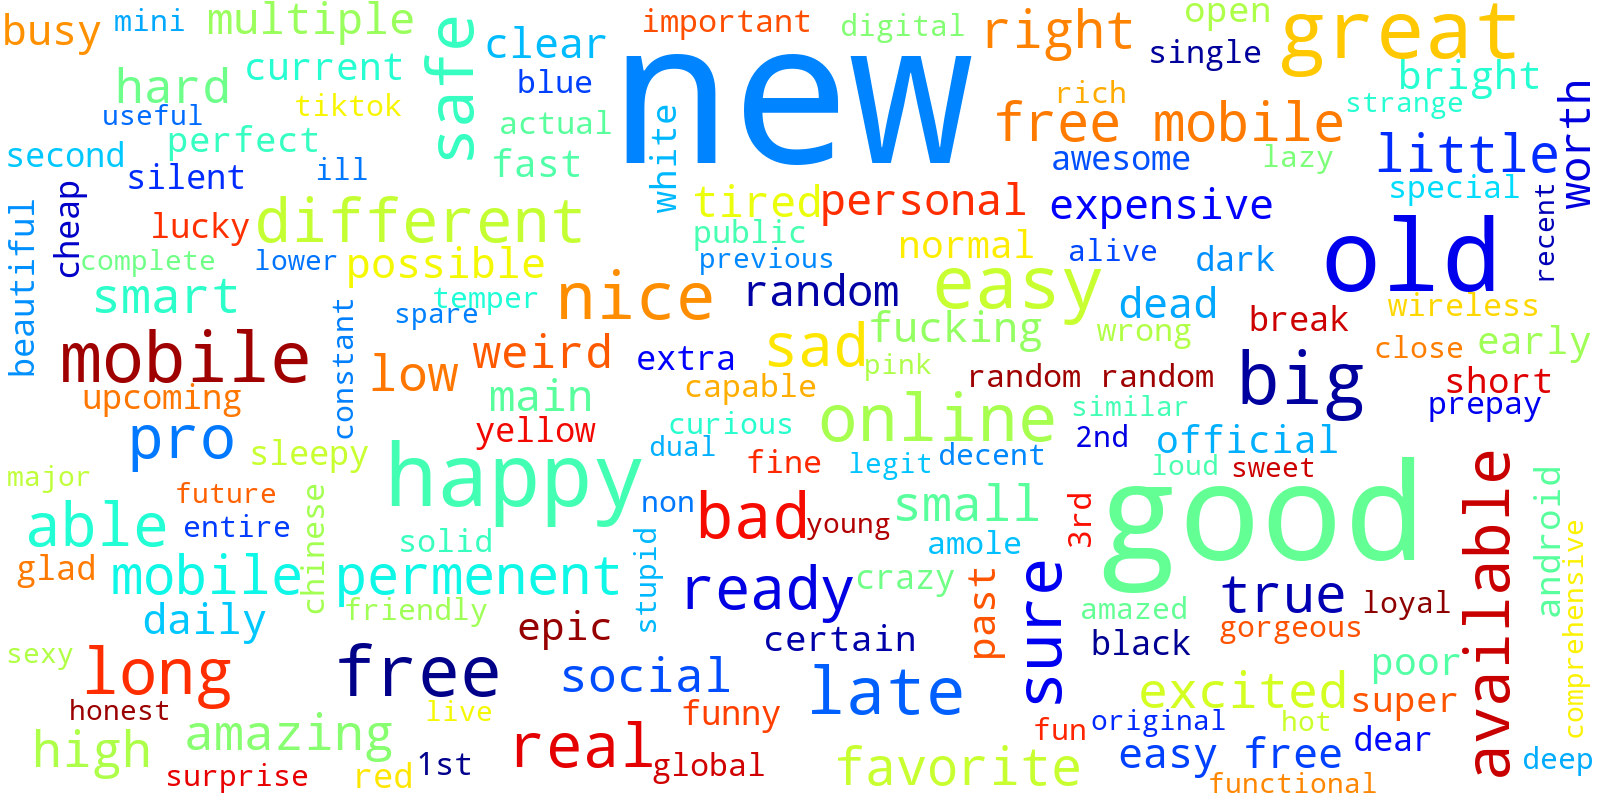 busy
mini
multiple
important
digital
open
great
hard
current
safe
clear
new
right
single
blue
useful
tiktok
actual
white
rich
bright
strange
worth
perfect
fast
free mobile
second
silent
ill
awesome
lazy
little
special
recent
cheap
beautiful
lucky
different
tired
personal
expensive
public
normal
alive
dark
old
complete
lower
possible
previous
smart
temper
nice
random
easy
dead
wireless
spare
constant
mobile
low
weird
extra
sad
fucking
wrong
break
close
early
pink
capable
random random
big
short
prepay
upcoming
main
yellow
curious
online
similar
2nd
official
pro
sleepy
happy
dual
fine
legit
decent
loud
sweet
good
major
future
chinese
entire
able
non
bad
young
small
3rd
available
android
comprehensive
solid
stupid
amole
glad
mobile
permenent
ready
crazy
past
sure
amazed
true
loyal
gorgeous
daily
friendly
epic
certain
black
sexy
long
free
social
late
excited
poor
super
honest
live
funny
fun
original
hot
dear
high
amazing
real
surprise
red
1st
global
favorite
easy free
functional
deep